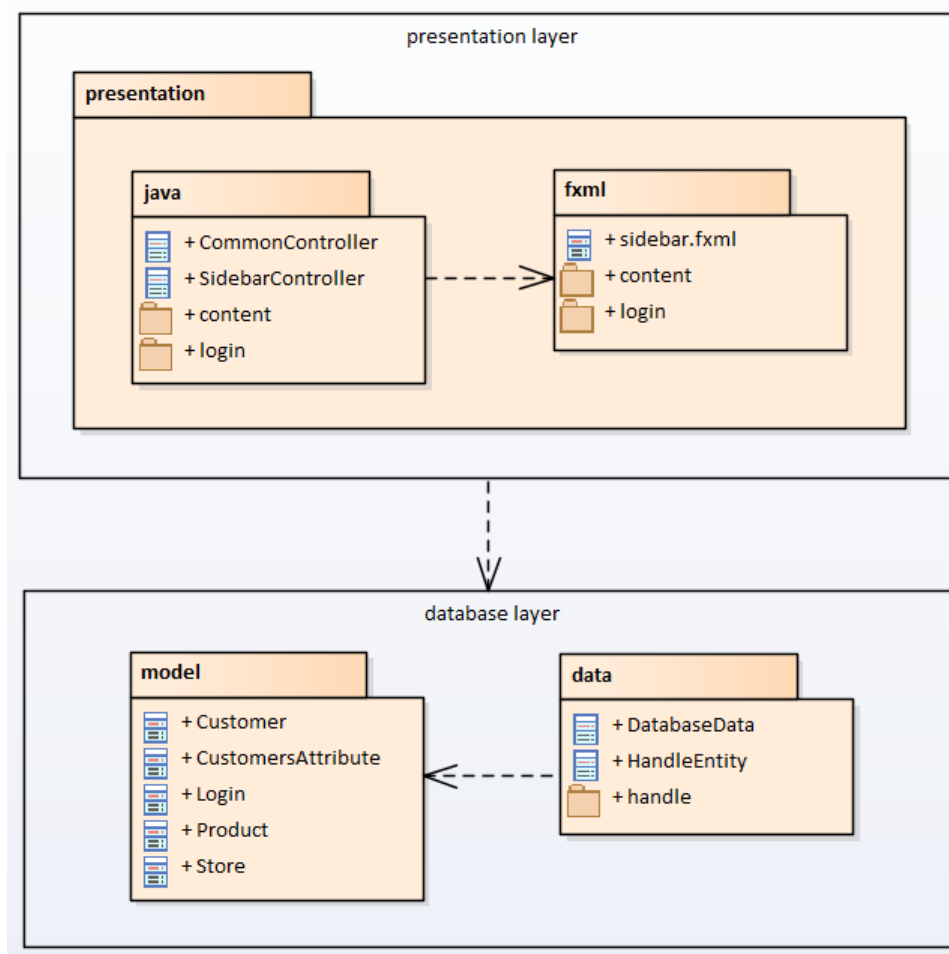 presentation layer
presentation
java
+ CommonController
+ SidebarController
+ content
+ login
fxml
+ sidebar.fxml
+ content
+ login
database layer
model
+ Customer
+ CustomersAttribute
+ Login
+ Product
+ Store
data
+ DatabaseData
+ HandleEntity
+ handle